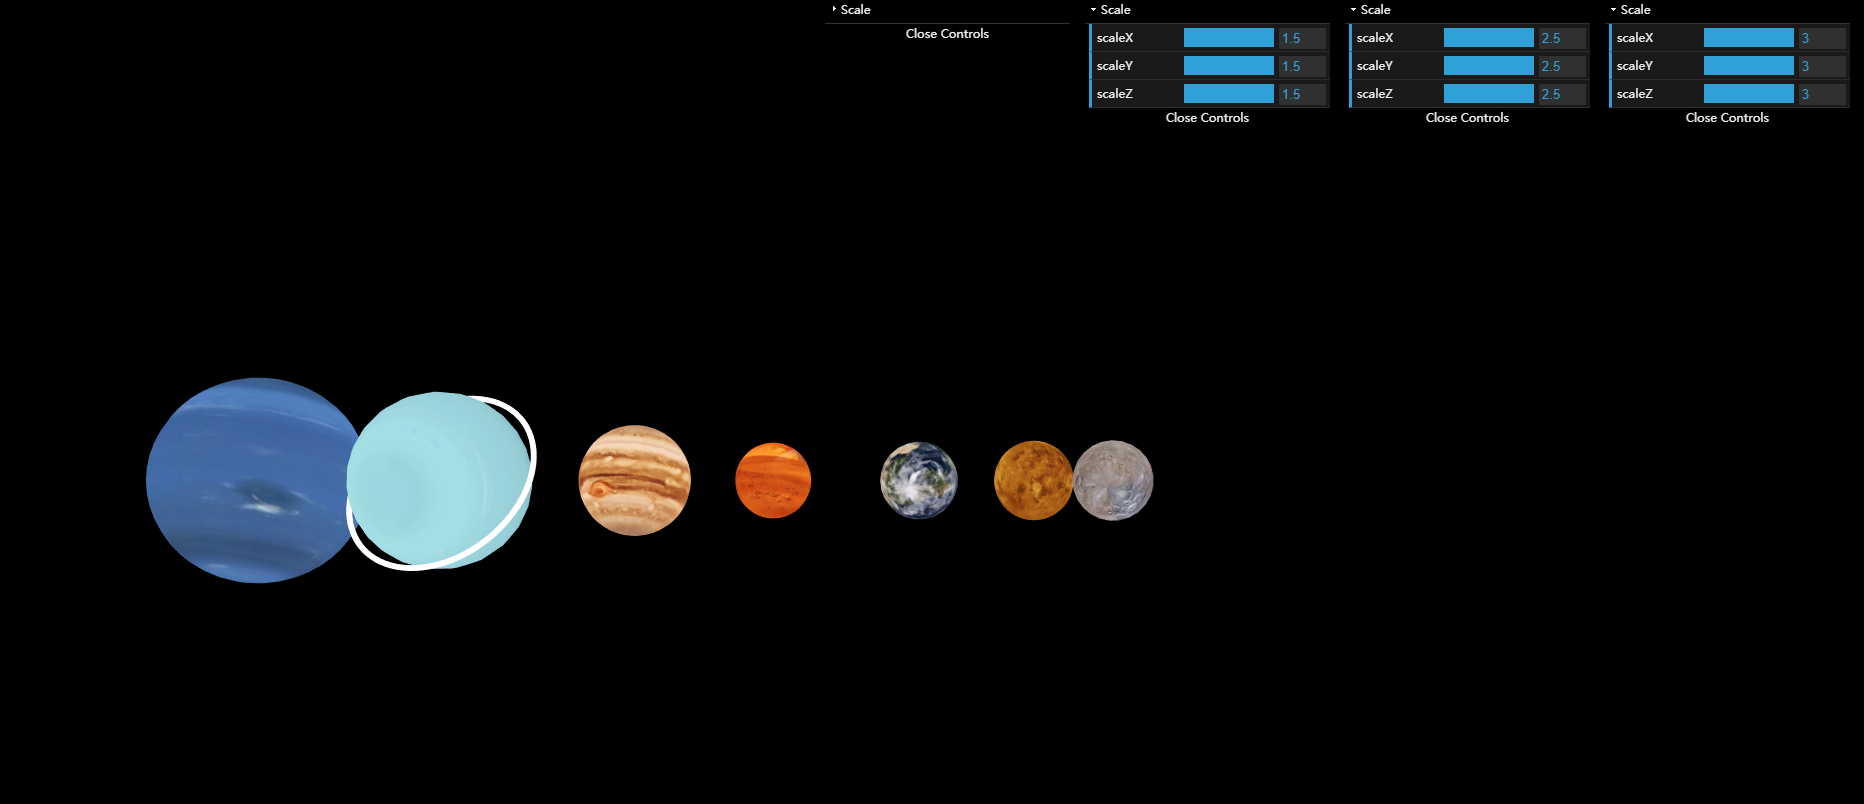 Scale
Close Controls
Scale
scaleX 1.5
scaleY 1.5
scaleZ 1.5
Close Controls
Scale
scaleX 2.5
scaleY 2.5
scaleZ 2.5
Close Controls
Scale
scaleX 3
scaleY 3
scaleZ 3
Close Controls